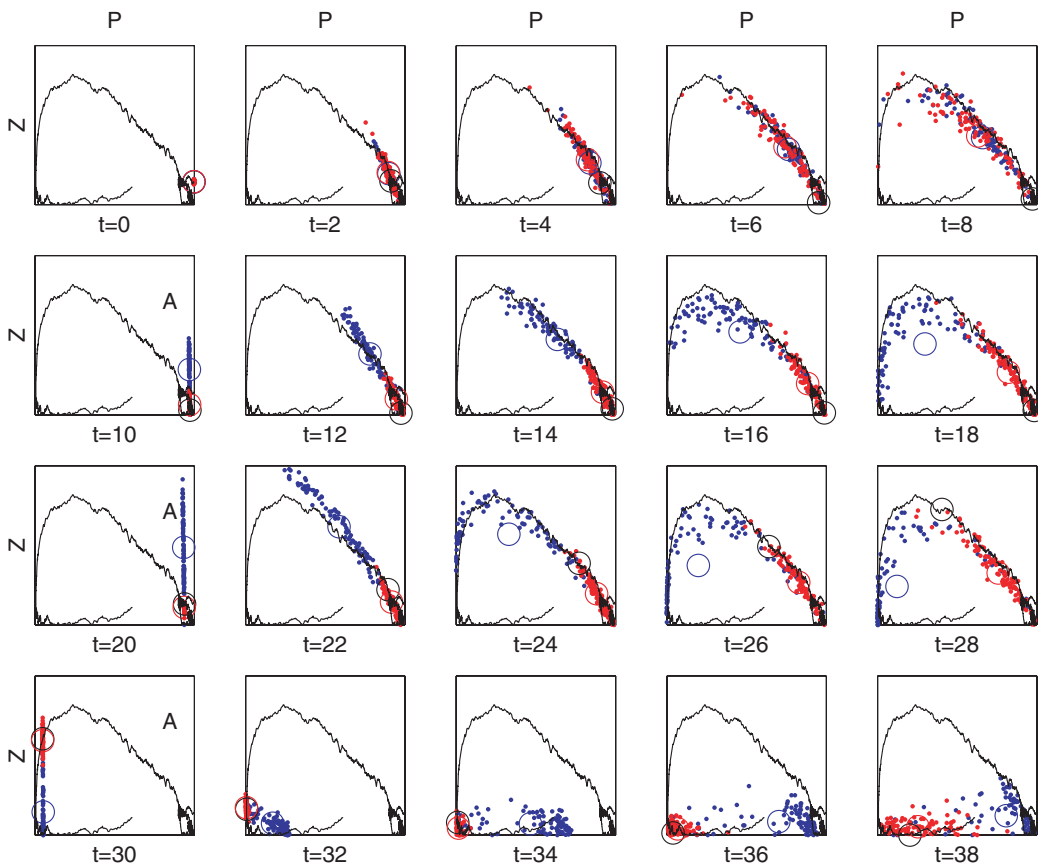 P P P P
Z
t=0 t=2 t=4 t=6 t=8
Z A
t=10 t=12 t=14 t=16 t=18
Z A
t=20 t=22 t=24 t=26 t=28
Z A
t=30 t=32 t=34 t=36 t=38